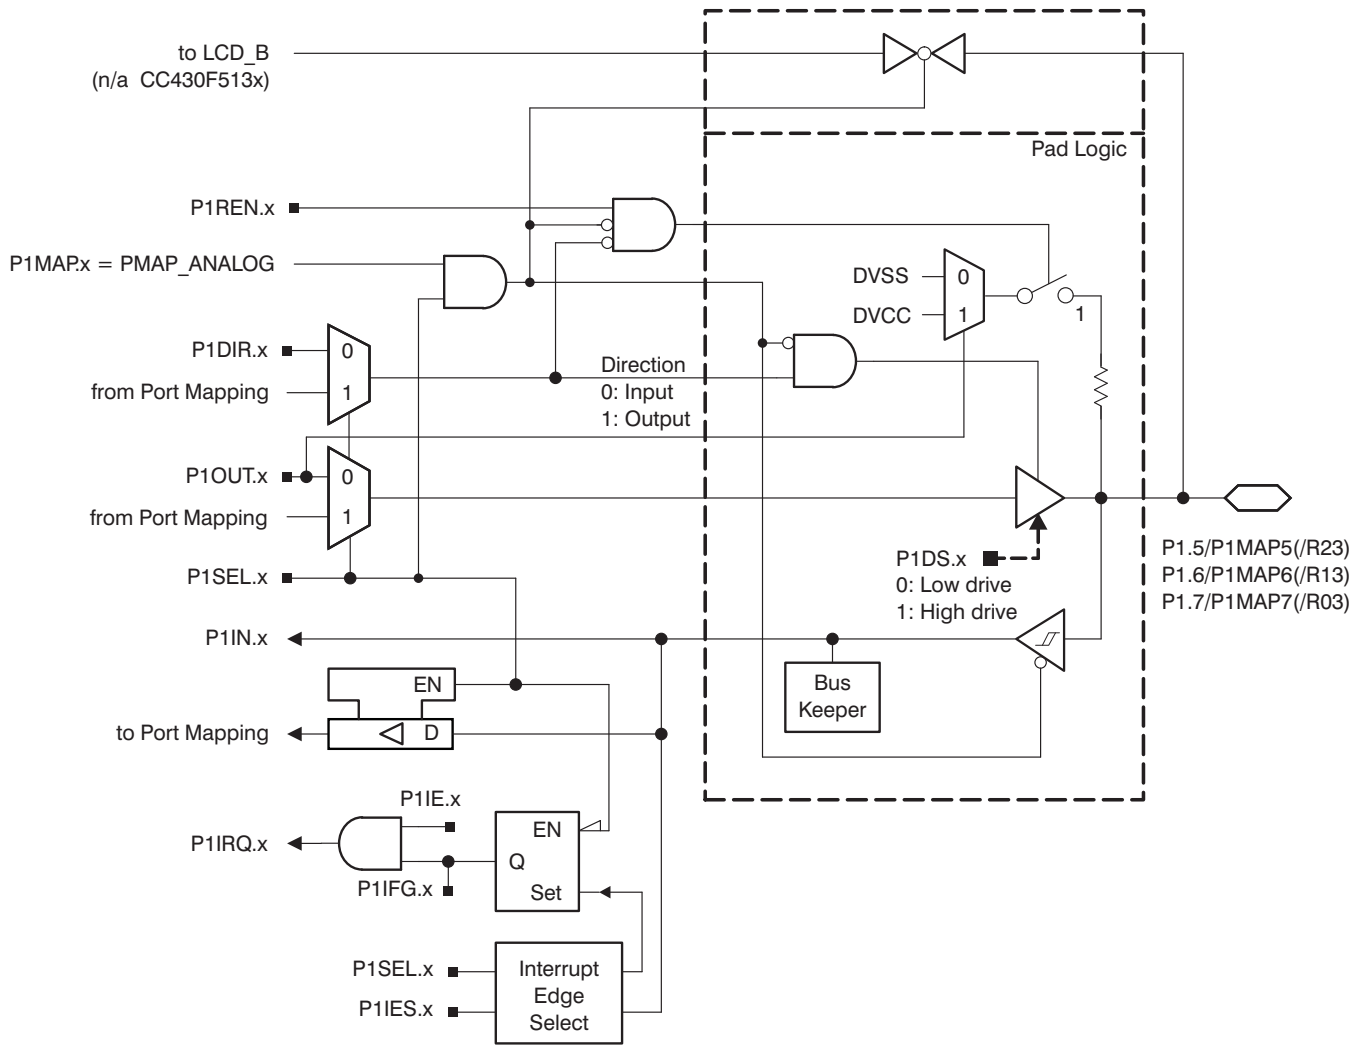 to LCD_B
(n/a CC430F513x)
Pad Logic
P1REN.x
P1MAP.x = PMAP_ANALOG
DVSS
0
DVCC
1
1
P1DIR.x
0
from Port Mapping
1
Direction
0: Input
1: Output
P1OUT.x
0
from Port Mapping
1
P1SEL.x
P1DS.x
0: Low drive
1: High drive
P1.5/P1MAP5(/R23)
P1.6/P1MAP6(/R13)
P1.7/P1MAP7(/R03)
P1IN.x
Bus
Keeper
EN
to Port Mapping
D
P1IE.x
P1IRQ.x
EN
Q
P1IFG.x
Set
P1SEL.x
P1IES.x
Interrupt
Edge
Select